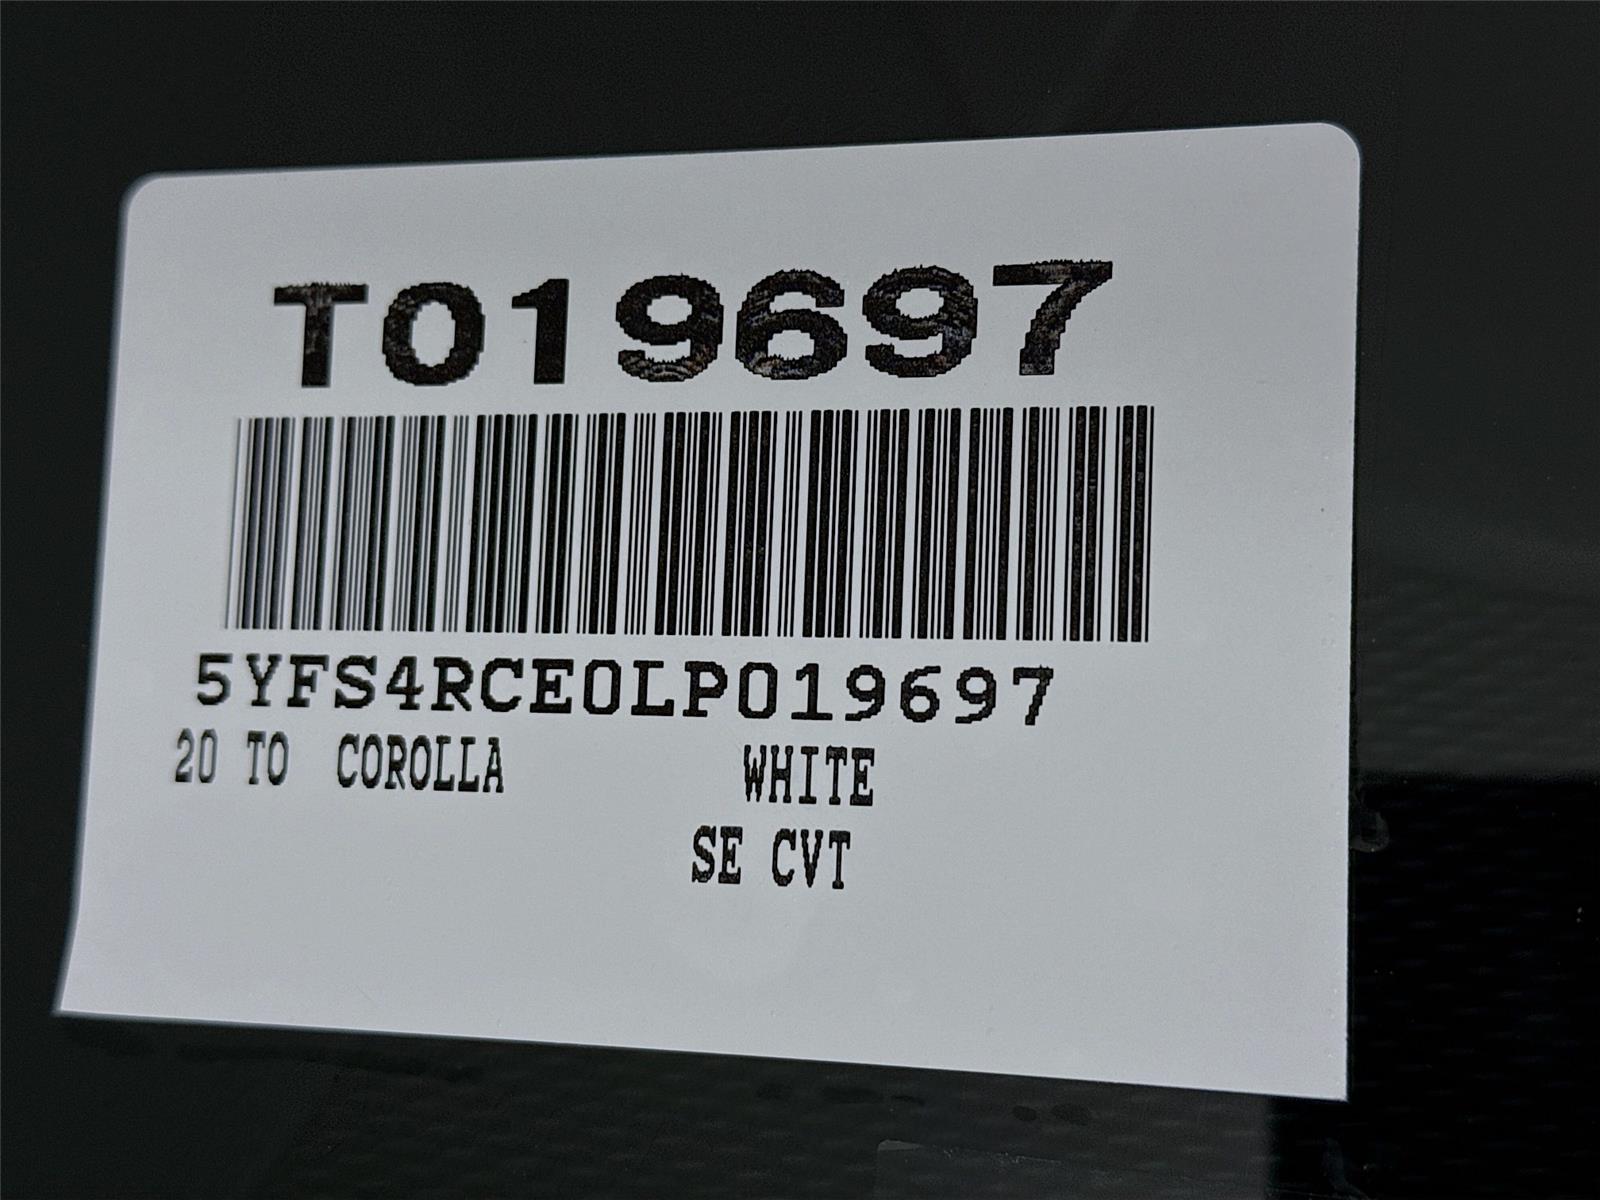 T019697
5YFS4RCE0LP019697
20 TO COROLLA WHITE
SE CVT